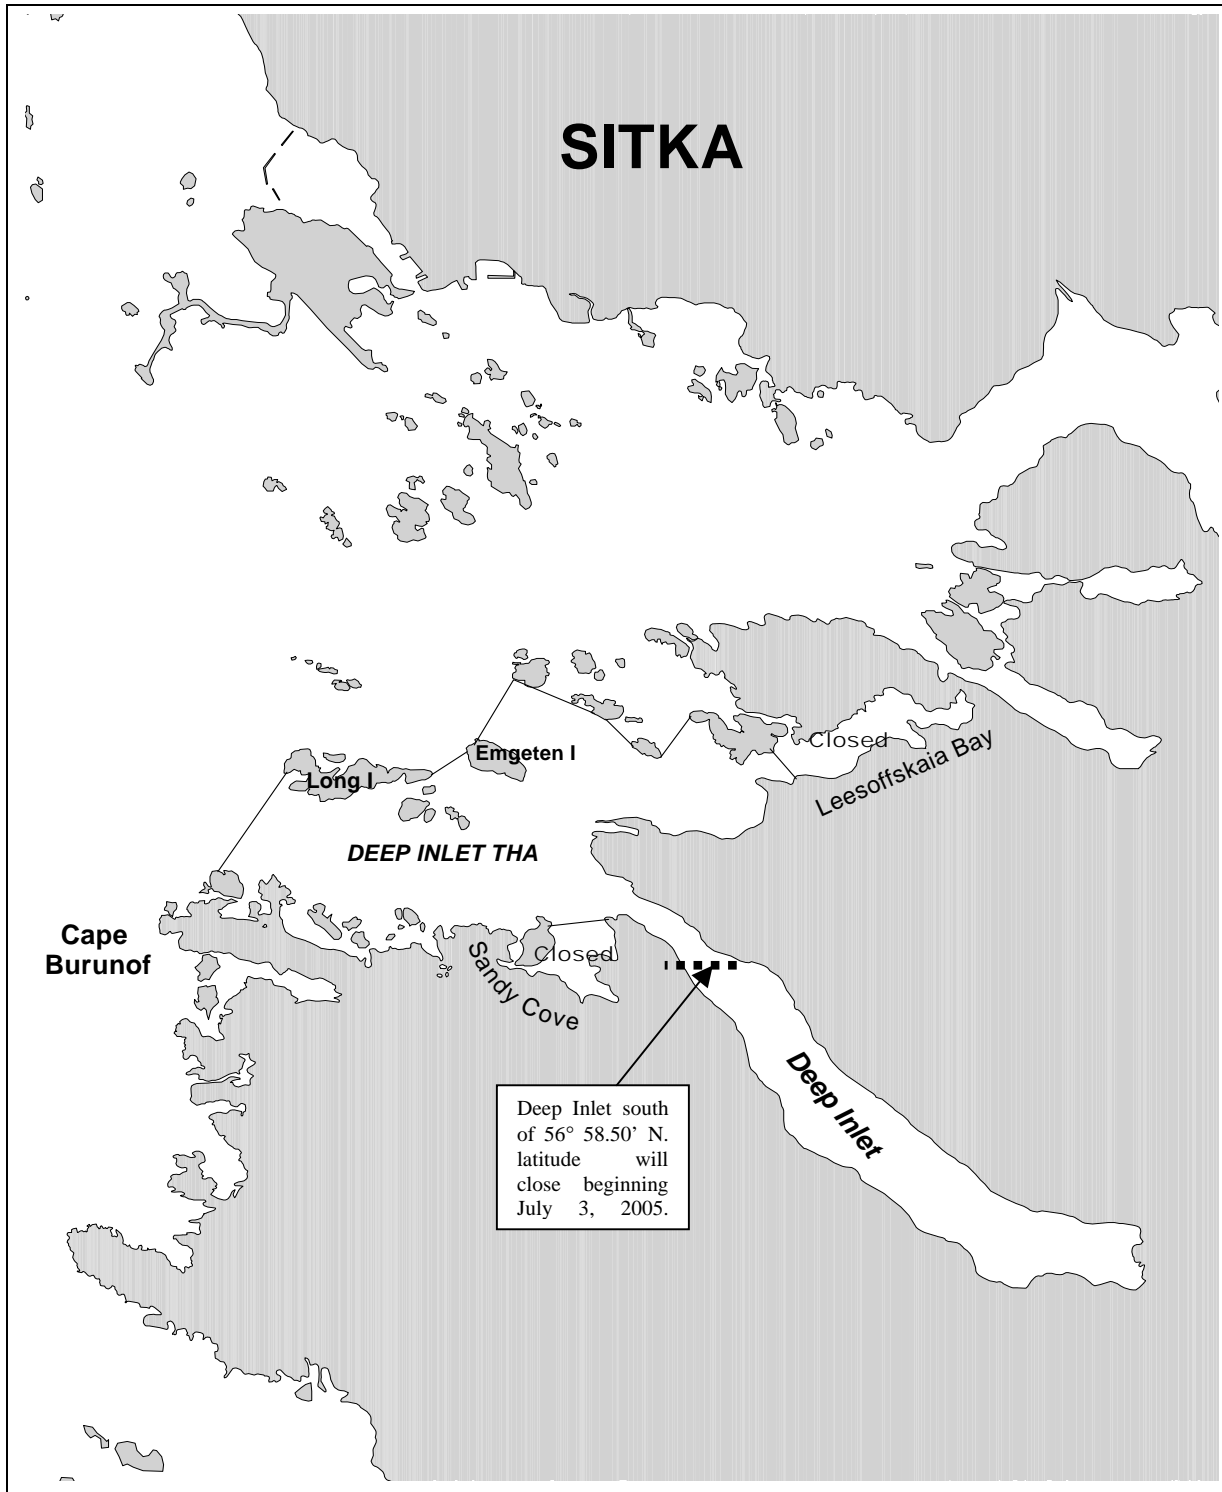 SITKA
Closed
Leesoffskaia Bay
Emgeten I
Long I
DEEP INLET THA
Cape
Burunof
Closed
Sandy Cove
Deep Inlet
Deep Inlet south
of 56° 58.50’ N.
latitude will
close beginning
July 3, 2005.